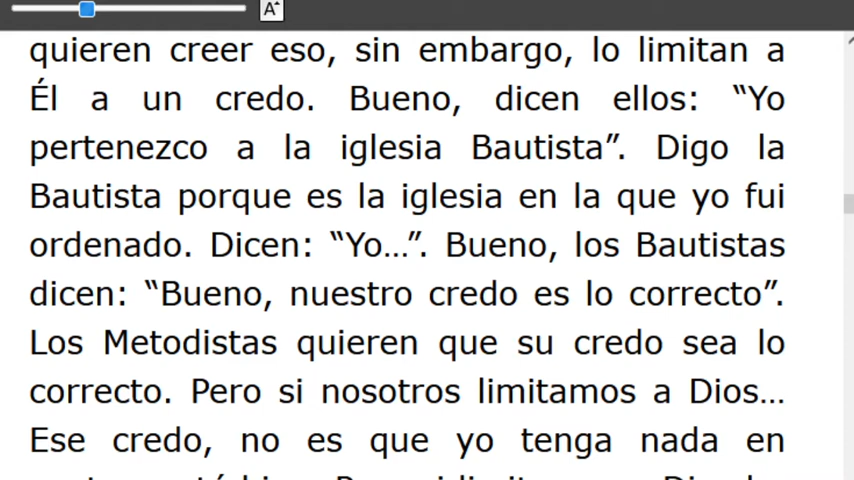 A
quieren creer eso, sin embargo, lo limitan a
Él a un credo. Bueno, dicen ellos: “Yo
pertenezco a la iglesia Bautista”. Digo la
Bautista porque es la iglesia en la que yo fui
ordenado. Dicen: “Yo…”. Bueno, los Bautistas
dicen: “Bueno, nuestro credo es lo correcto”.
Los Metodistas quieren que su credo sea lo
correcto. Pero si nosotros limitamos a Dios…
Ese credo, no es que yo tenga nada en